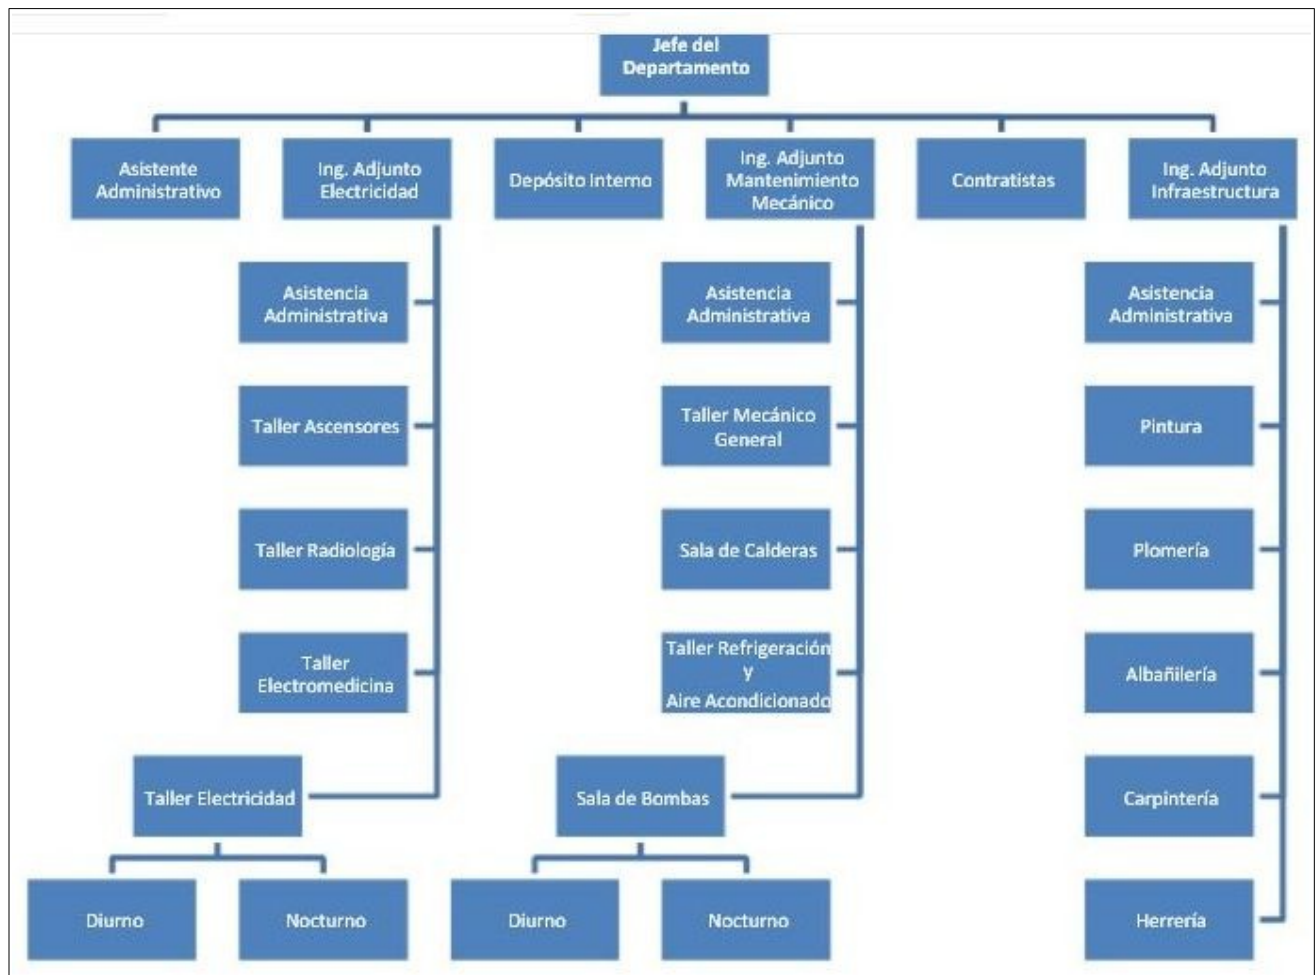 Jefe del
Departamento
Asistente
Administrativo
Ing. Adjunto
Electricidad
Depósito Interno
Ing. Adjunto
Mantenimiento
Mecánico
Contratistas
Ing. Adjunto
Infraestructura
Asistencia
Administrativa
Asistencia
Administrativa
Asistencia
Administrativa
Taller Ascensores
Taller Mecánico
General
Pintura
Taller Radiología
Sala de Calderas
Plomería
Taller
Electromedicina
Taller Refrigeración
y
Aire Acondicionado
Albañilería
Taller Electricidad
Sala de Bombas
Carpintería
Diurno
Nocturno
Diurno
Nocturno
Herrería